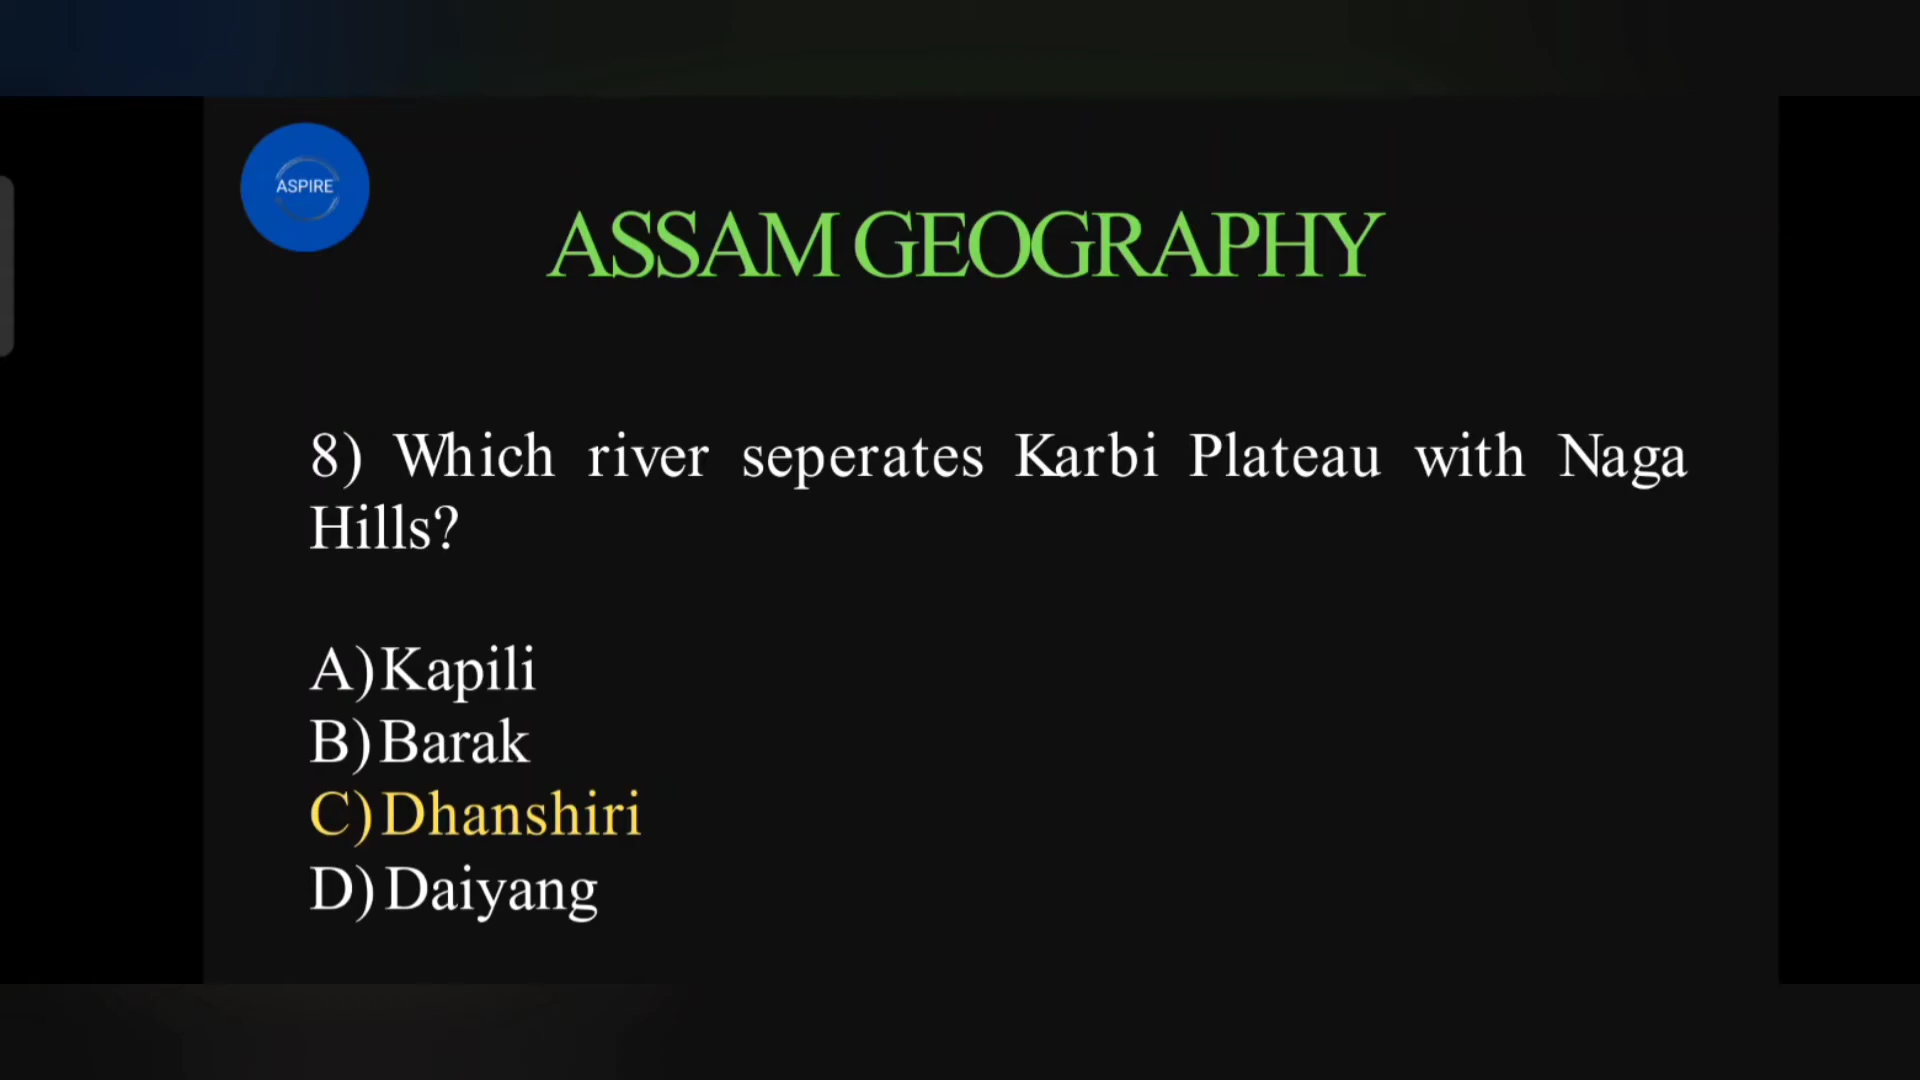 ASPIRE
ASSAM GEOGRAPHY
8) Which river seperates Karbi Plateau with Naga
Hills?
A) Kapili
B) Barak
C) Dhanshiri
D) Daiyang